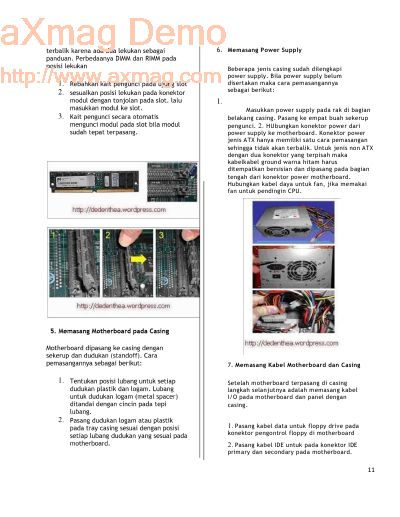 aXmag Demo
http://www.axmag.com
terbalik karena ada dua lekukan sebagai
panduan. Perbedaanya DIMM dan RIMM pada
posisi lekukan
1. Rebahkan kait pengunci pada ujung slot
2. sesuaikan posisi lekukan pada konektor
modul dengan tonjolan pada slot. lalu
masukkan modul ke slot.
3. Kait pengunci secara otomatis
mengunci modul pada slot bila modul
sudah tepat terpasang.
http://dedenthea.wordpress.com
1 2 3
http://dedenthea.wordpress.com
5. Memasang Motherboard pada Casing
Motherboard dipasang ke casing dengan
sekerup dan dudukan (standoff). Cara
pemasangannya sebagai berikut:
1. Tentukan posisi lubang untuk setiap
dudukan plastik dan logam. Lubang
untuk dudukan logam (metal spacer)
ditandai dengan cincin pada tepi
lubang.
2. Pasang dudukan logam atau plastik
pada tray casing sesuai dengan posisi
setiap lubang dudukan yang sesuai pada
motherboard.
6. Memasang Power Supply
Beberapa jenis casing sudah dilengkapi
power supply. Bila power supply belum
disertakan maka cara pemasangannya
sebagai berikut:
1.
Masukkan power supply pada rak di bagian
belakang casing. Pasang ke empat buah sekerup
pengunci. 2. HUbungkan konektor power dari
power supply ke motherboard. Konektor power
jenis ATX hanya memiliki satu cara pemasangan
sehingga tidak akan terbalik. Untuk jenis non ATX
dengan dua konektor yang terpisah maka
kabelkabel ground warna hitam harus
ditempatkan bersisian dan dipasang pada bagian
tengah dari konektor power motherboard.
Hubungkan kabel daya untuk fan, jika memakai
fan untuk pendingin CPU.
http://dedenthea.wordpress.com
7. Memasang Kabel Motherboard dan Casing
Setelah motherboard terpasang di casing
langkah selanjutnya adalah memasang kabel
I/O pada motherboard dan panel dengan
casing.
1. Pasang kabel data untuk floppy drive pada
konektor pengontrol floppy di motherboard
2. Pasang kabel IDE untuk pada konektor IDE
primary dan secondary pada motherboard.
11